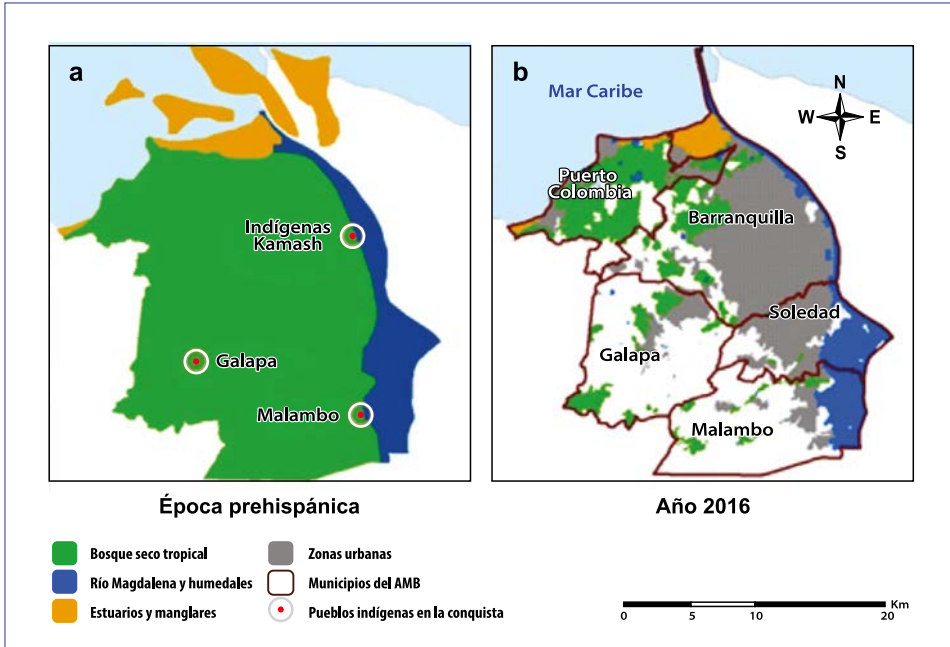 a
Indígenas
Kamash
Galapa
Malambo
Época prehispánica
b
Mar Caribe
N
W E
S
Puerto
Colombia
Barranquilla
Soledad
Galapa
Malambo
Año 2016
Bosque seco tropical
Río Magdalena y humedales
Estuarios y manglares
Zonas urbanas
Municipios del AMB
Pueblos indígenas en la conquista
Km
0 5 10 20